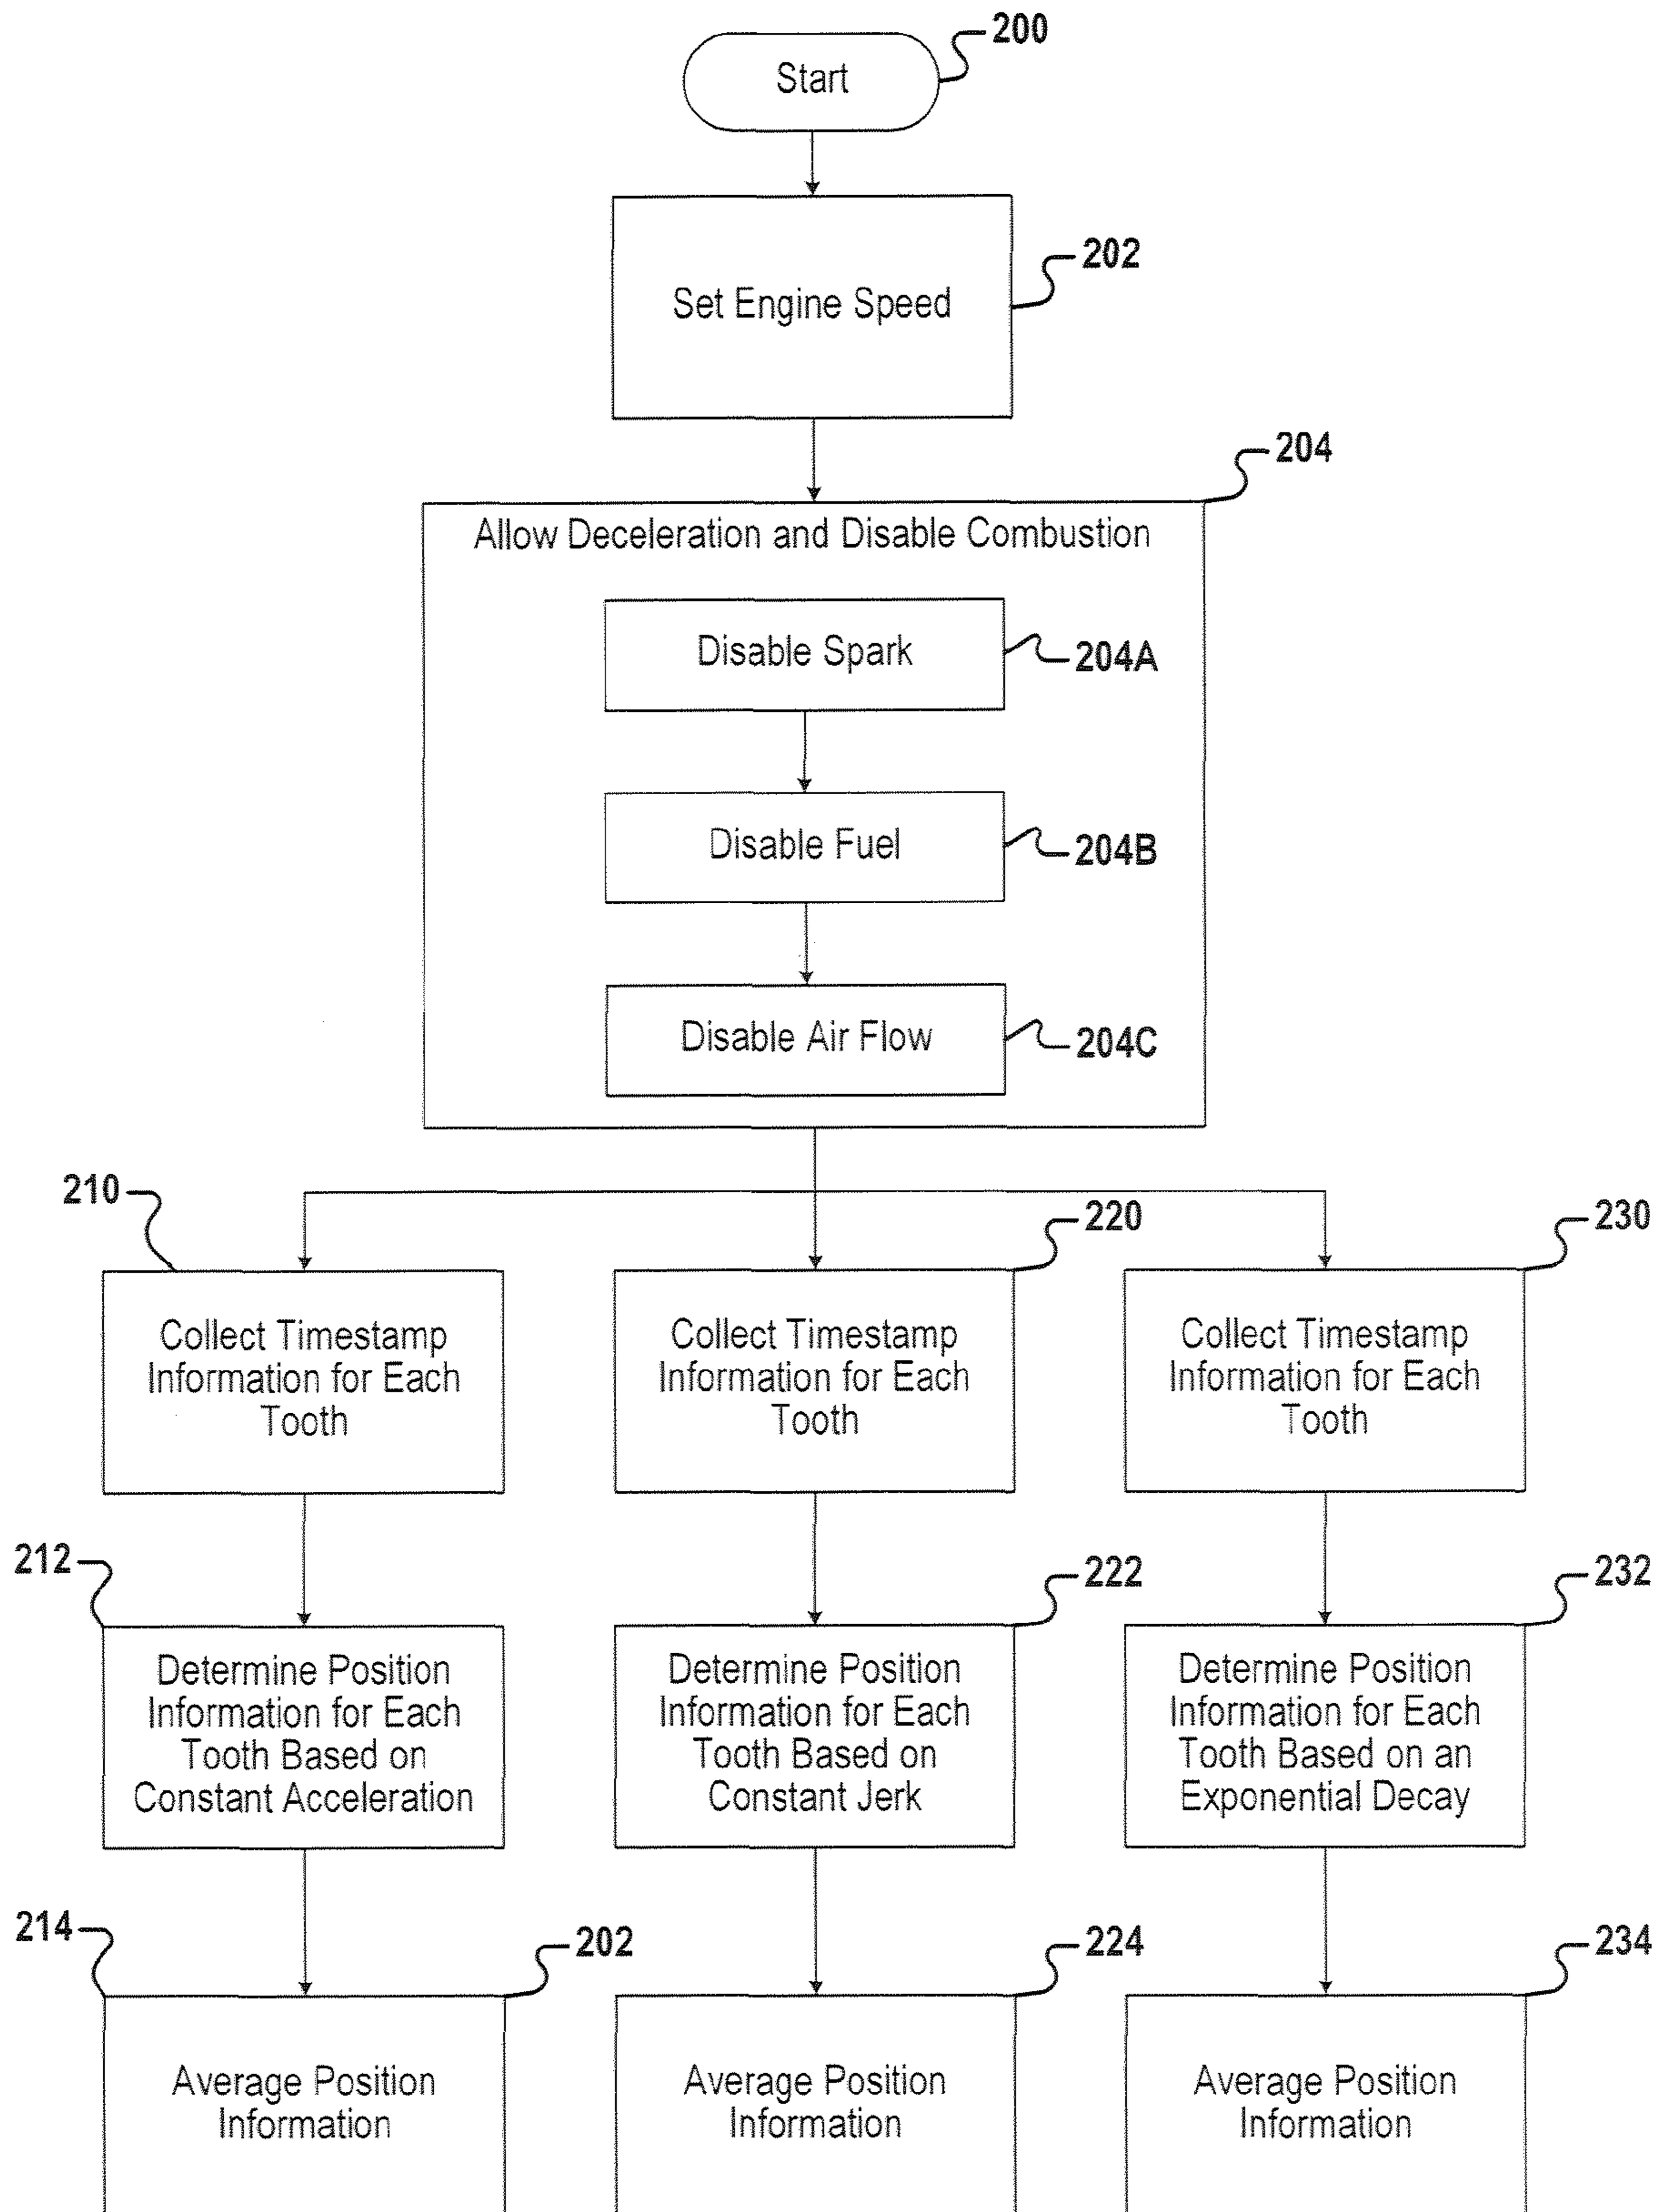 200
Start
202
Set Engine Speed
204
Allow Deceleration and Disable Combustion
Disable Spark
204A
Disable Fuel
204B
Disable Air Flow
204C
210
220
230
Collect Timestamp
Information for Each
Tooth
Collect Timestamp
Information for Each
Tooth
Collect Timestamp
Information for Each
Tooth
212
222
232
Determine Position
Information for Each
Tooth Based on
Constant Acceleration
Determine Position
Information for Each
Tooth Based on
Constant Jerk
Determine Position
Information for Each
Tooth Based on an
Exponential Decay
214
202
224
234
Average Position
Information
Average Position
Information
Average Position
Information